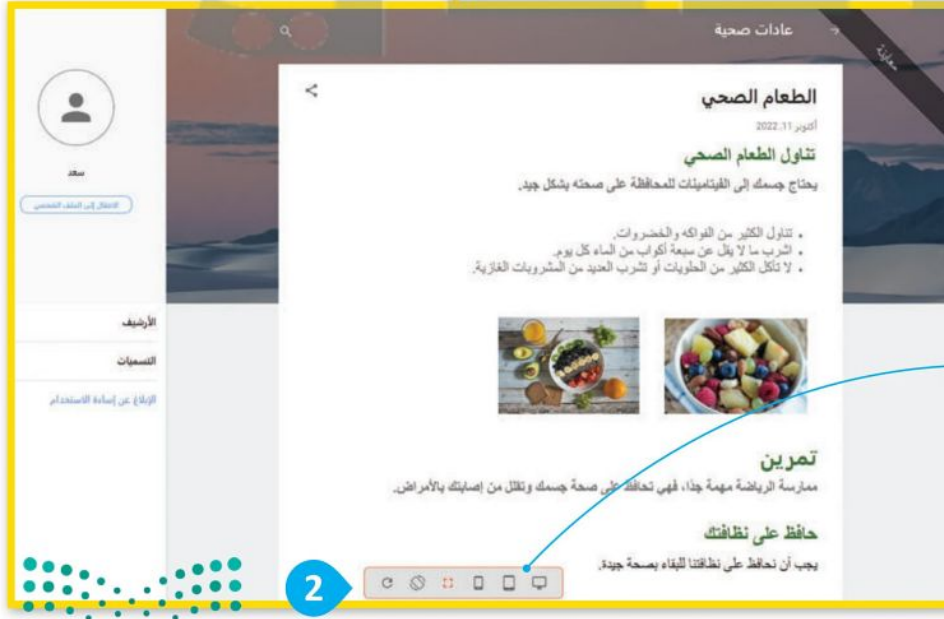 عادات صحية
معاينة
الطعام الصحي
أكتوبر 11, 2022
تناول الطعام الصحي
يحتاج جسمك إلى الفيتامينات للمحافظة على صحته بشكل جيد.
• تناول الكثير من الفواكه والخضروات.
• اشرب ما لا يقل عن سبعة أكواب من الماء كل يوم.
• لا تأكل الكثير من الحلويات أو تشرب العديد من المشروبات الغازية.
تمرين
ممارسة الرياضة مهمة جدًا، فهي تحافظ على صحة جسمك وتقلل من إصابتك بالأمراض.
حافظ على نظافتك
يجب أن تحافظ على نظافتنا للبقاء بصحة جيدة.
سعد
الانتقال إلى الملف الشخصي
الأرشيف
التسميات
الإبلاغ عن إساءة الاستخدام
2